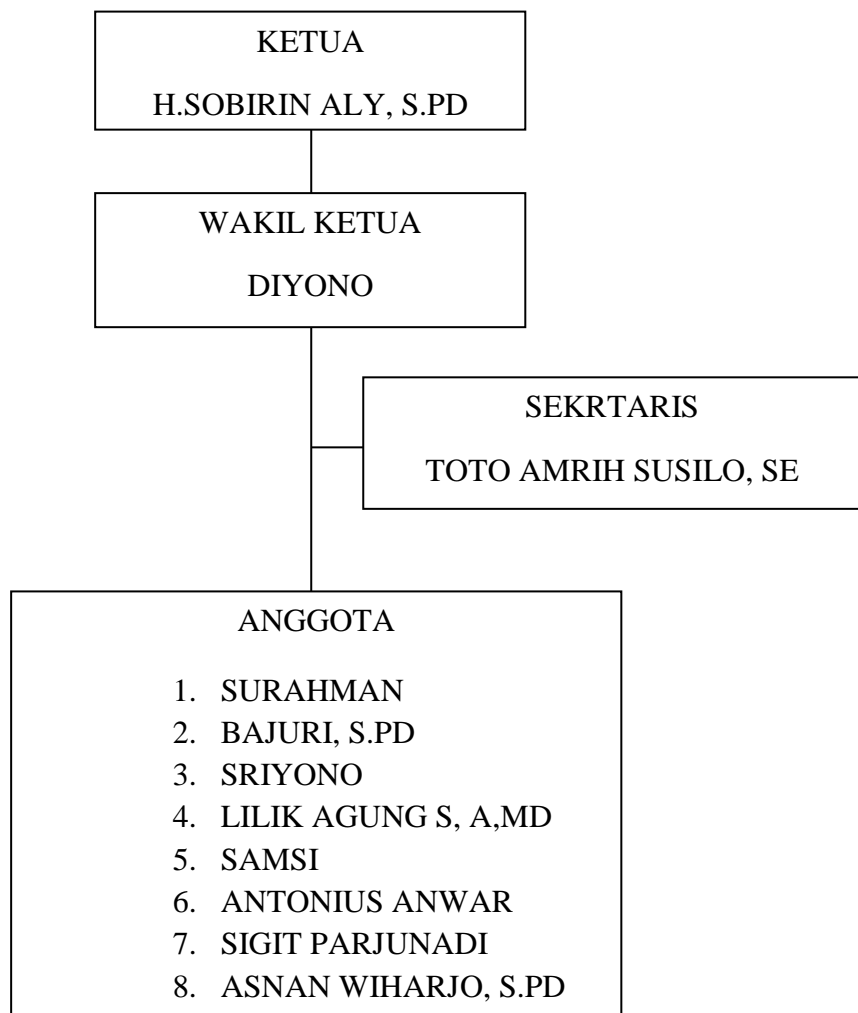 KETUA
H.SOBIRIN ALY, S.PD
WAKIL KETUA
DIYONO
SEKRTARIS
TOTO AMRIH SUSILO, SE
ANGGOTA
1. SURAHMAN
2. BAJURI, S.PD
3. SRIYONO
4. LILIK AGUNG S, A,MD
5. SAMSI
6. ANTONIUS ANWAR
7. SIGIT PARJUNADI
8. ASNAN WIHARJO, S.PD